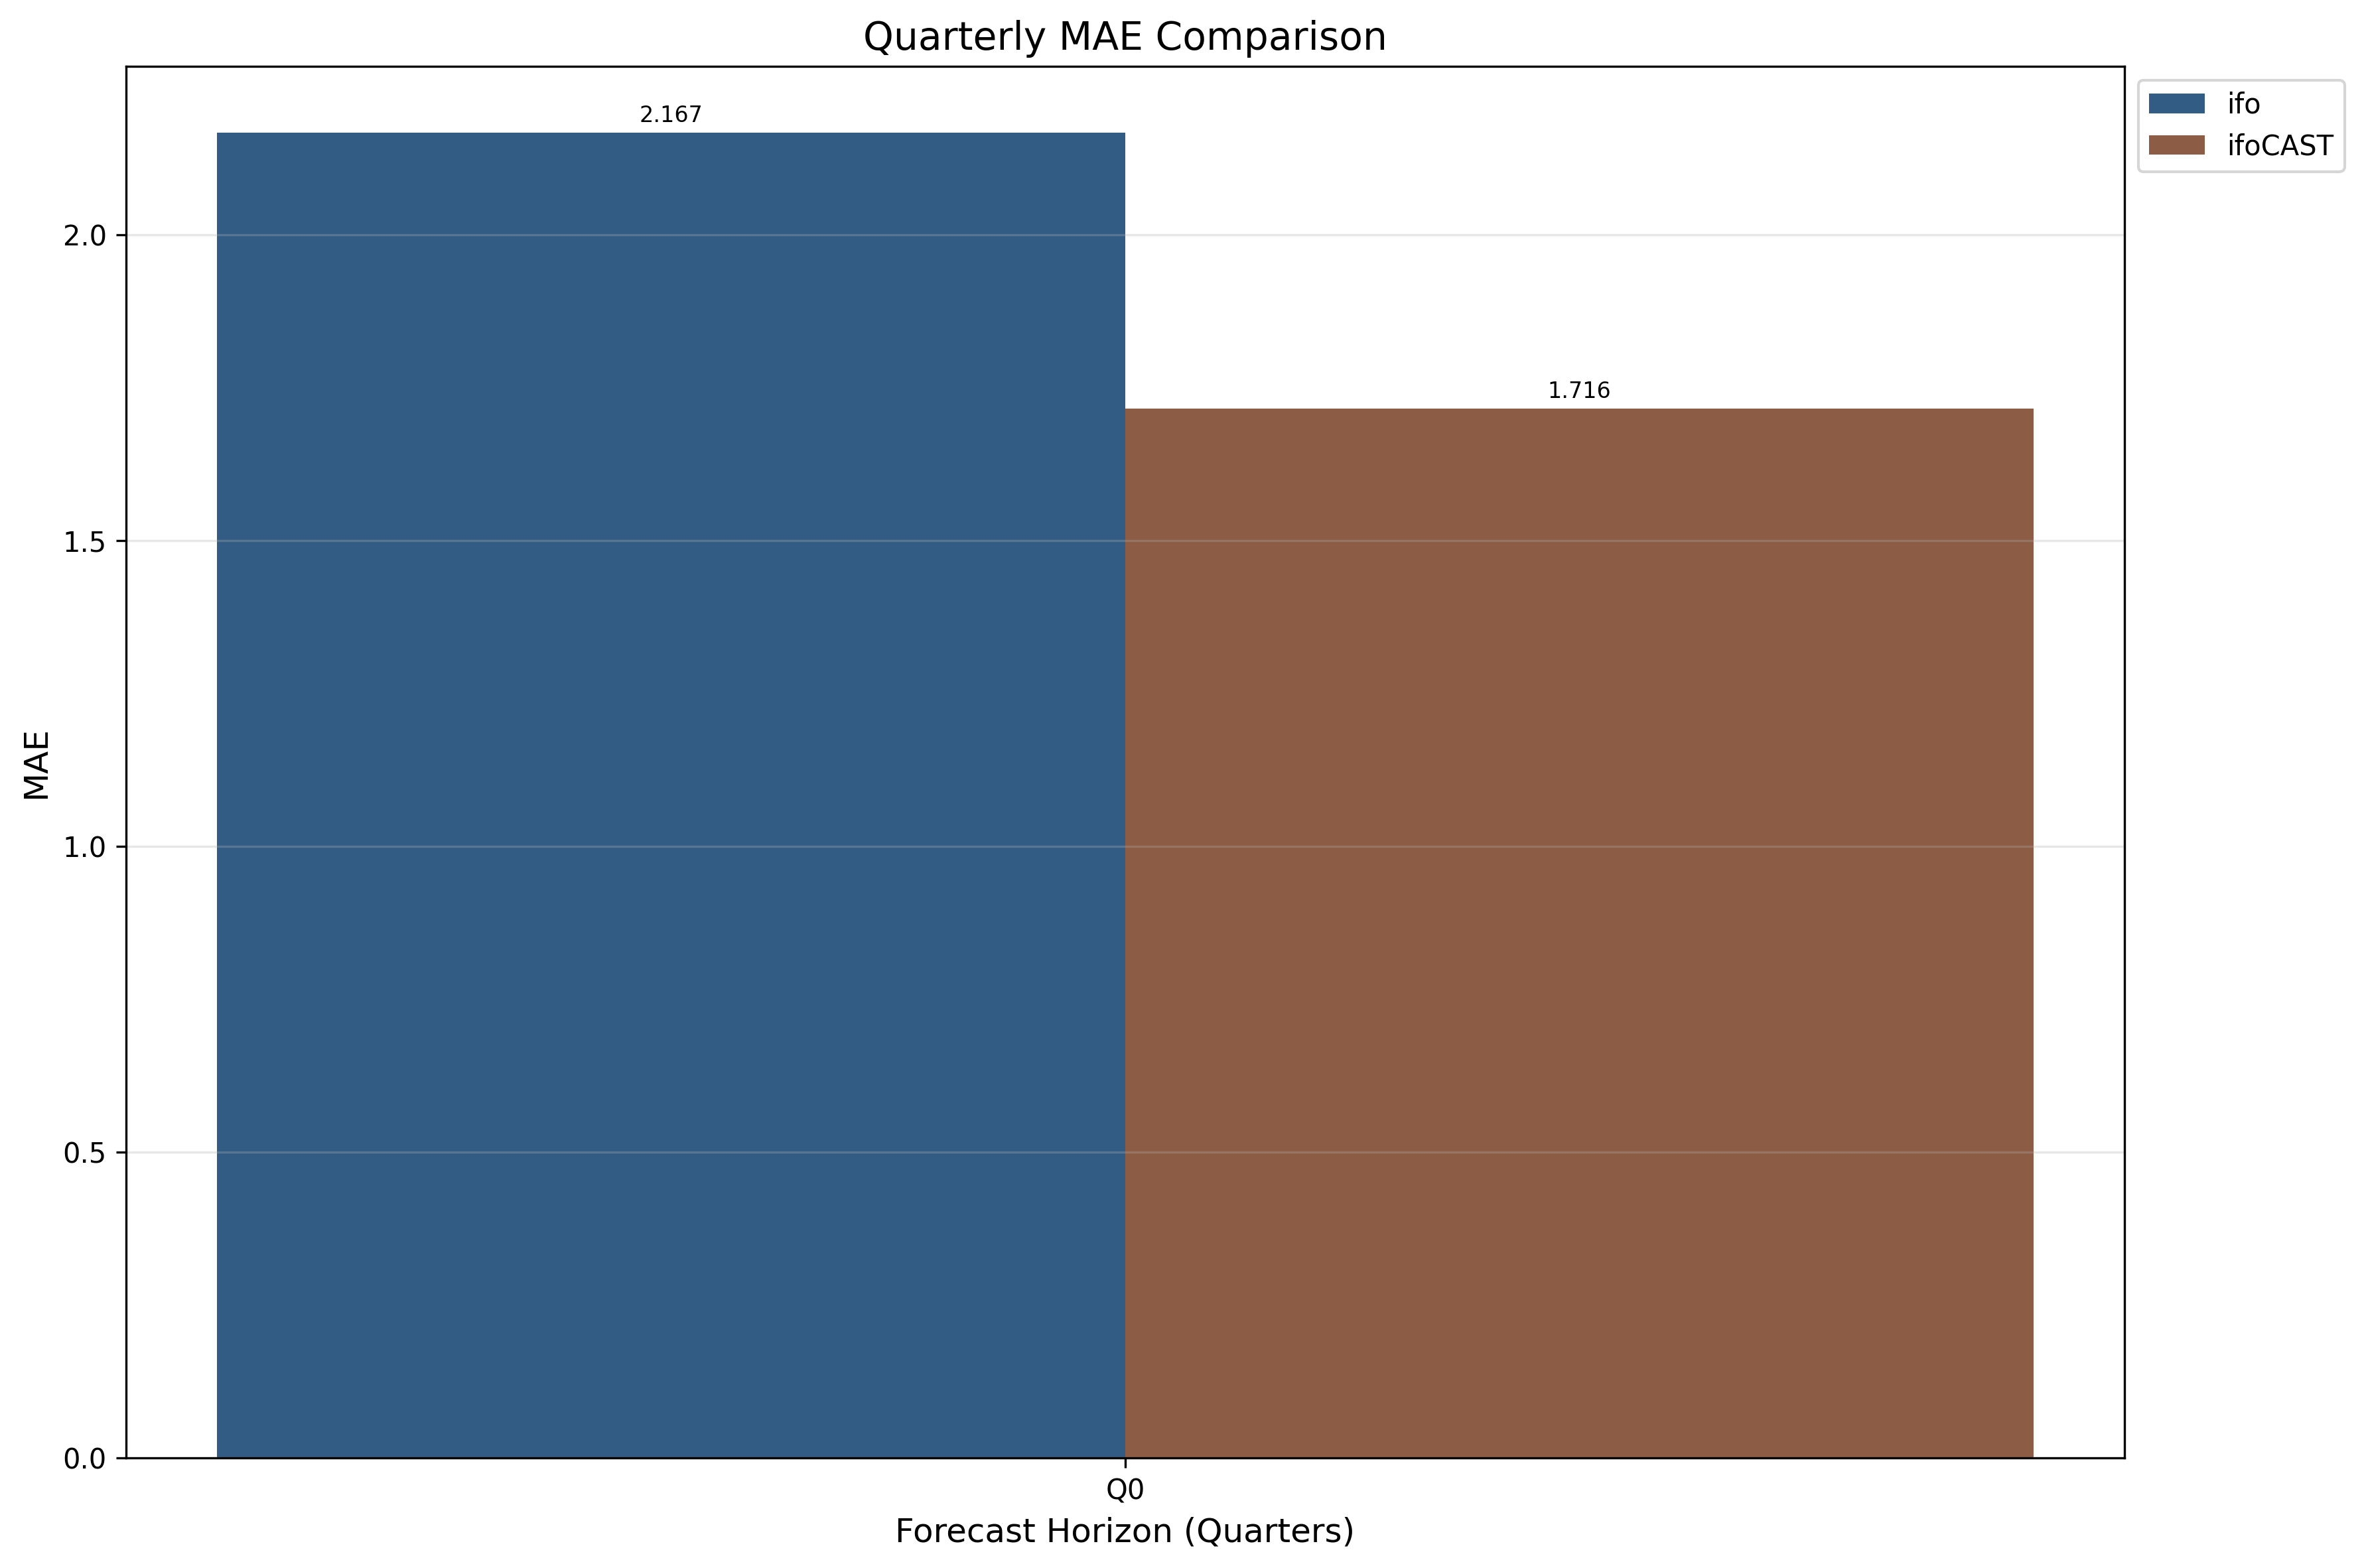 Quarterly MAE Comparison
ifo
ifoCAST
2.167
1.716
MAE
2.0
1.5
1.0
0.5
0.0
Q0
Forecast Horizon (Quarters)